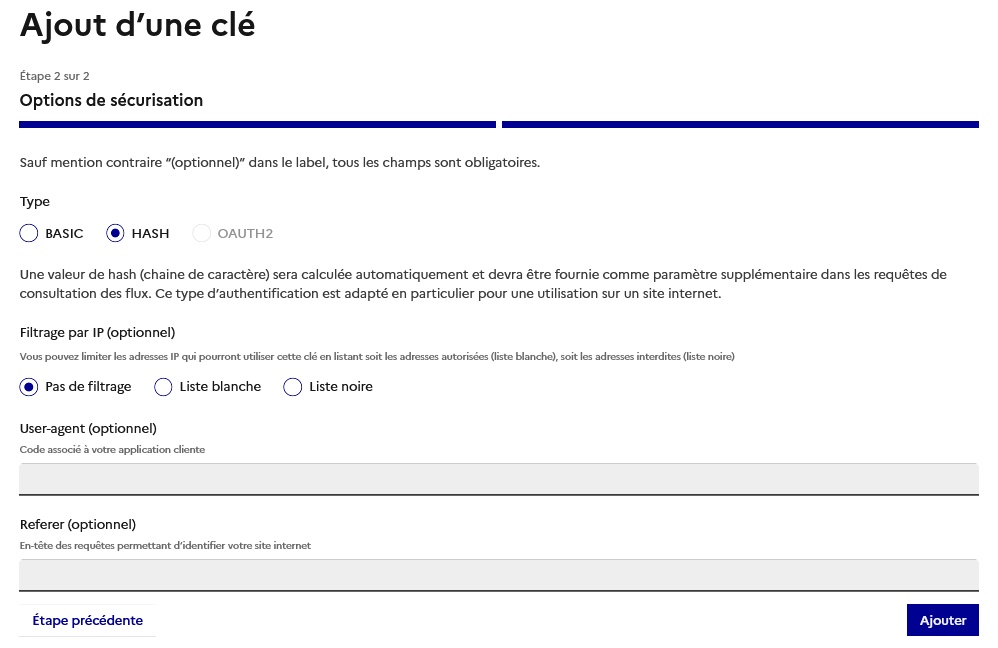 Ajout d’une clé
Étape 2 sur 2
Options de sécurisation
Sauf mention contraire “(optionnel)” dans le label, tous les champs sont obligatoires.
Type
BASIC HASH OAUTH2
Une valeur de hash (chaine de caractère) sera calculée automatiquement et devra être fournie comme paramètre supplémentaire dans les requêtes de
consultation des flux. Ce type d’authentification est adapté en particulier pour une utilisation sur un site internet.
Filtrage par IP (optionnel)
Vous pouvez limiter les adresses IP qui pourront utiliser cette clé en listant soit les adresses autorisées (liste blanche), soit les adresses interdites (liste noire)
Pas de filtrage Liste blanche Liste noire
User-agent (optionnel)
Code associé à votre application cliente
Referer (optionnel)
En-tête des requêtes permettant d’identifier votre site internet
Étape précédente Ajouter